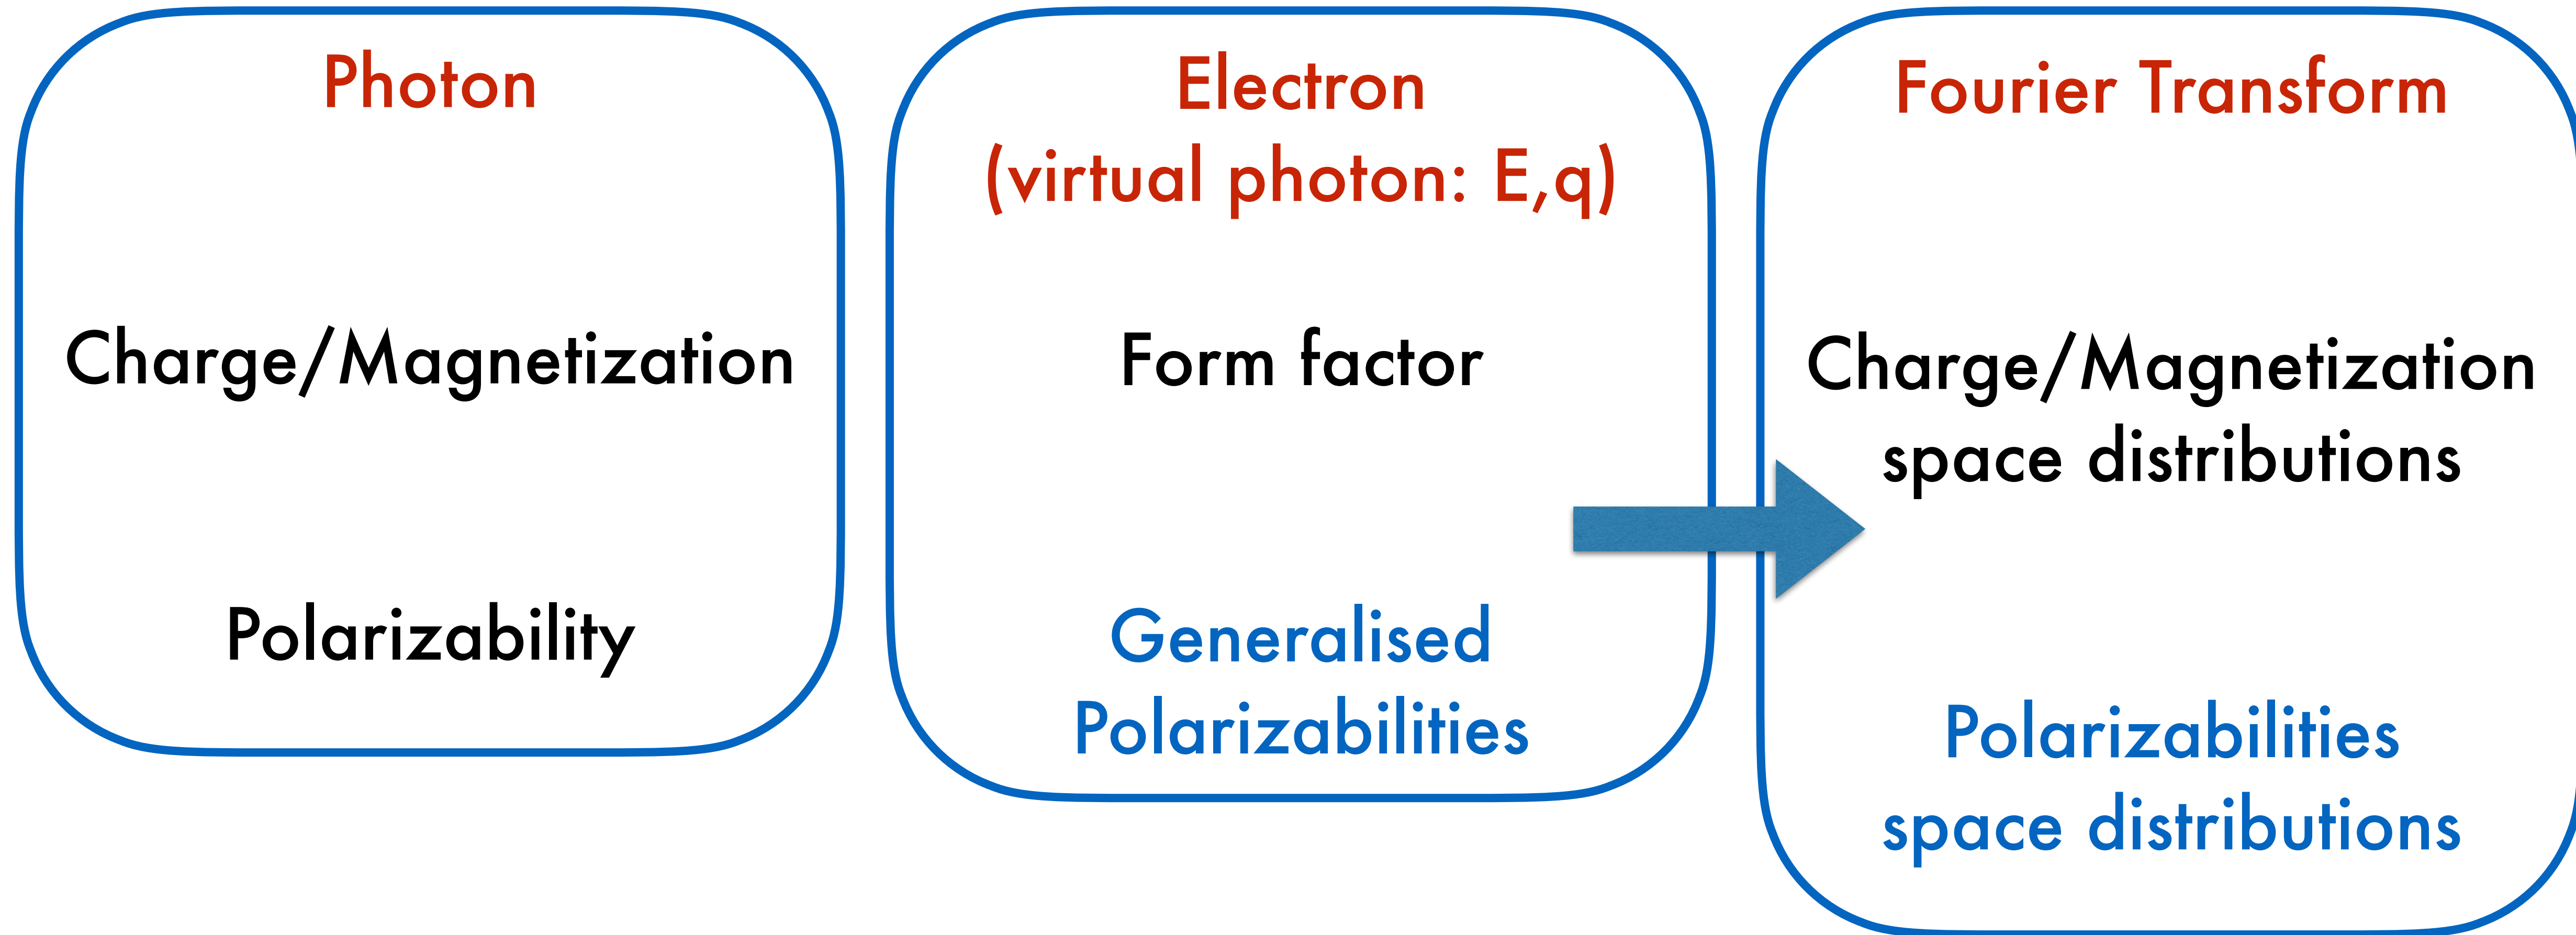 Photon
Charge/Magnetization
Polarizability
Electron
(virtual photon: E,q)
Form factor
Generalised
Polarizabilities
Fourier Transform
Charge/Magnetization
space distributions
Polarizabilities
space distributions